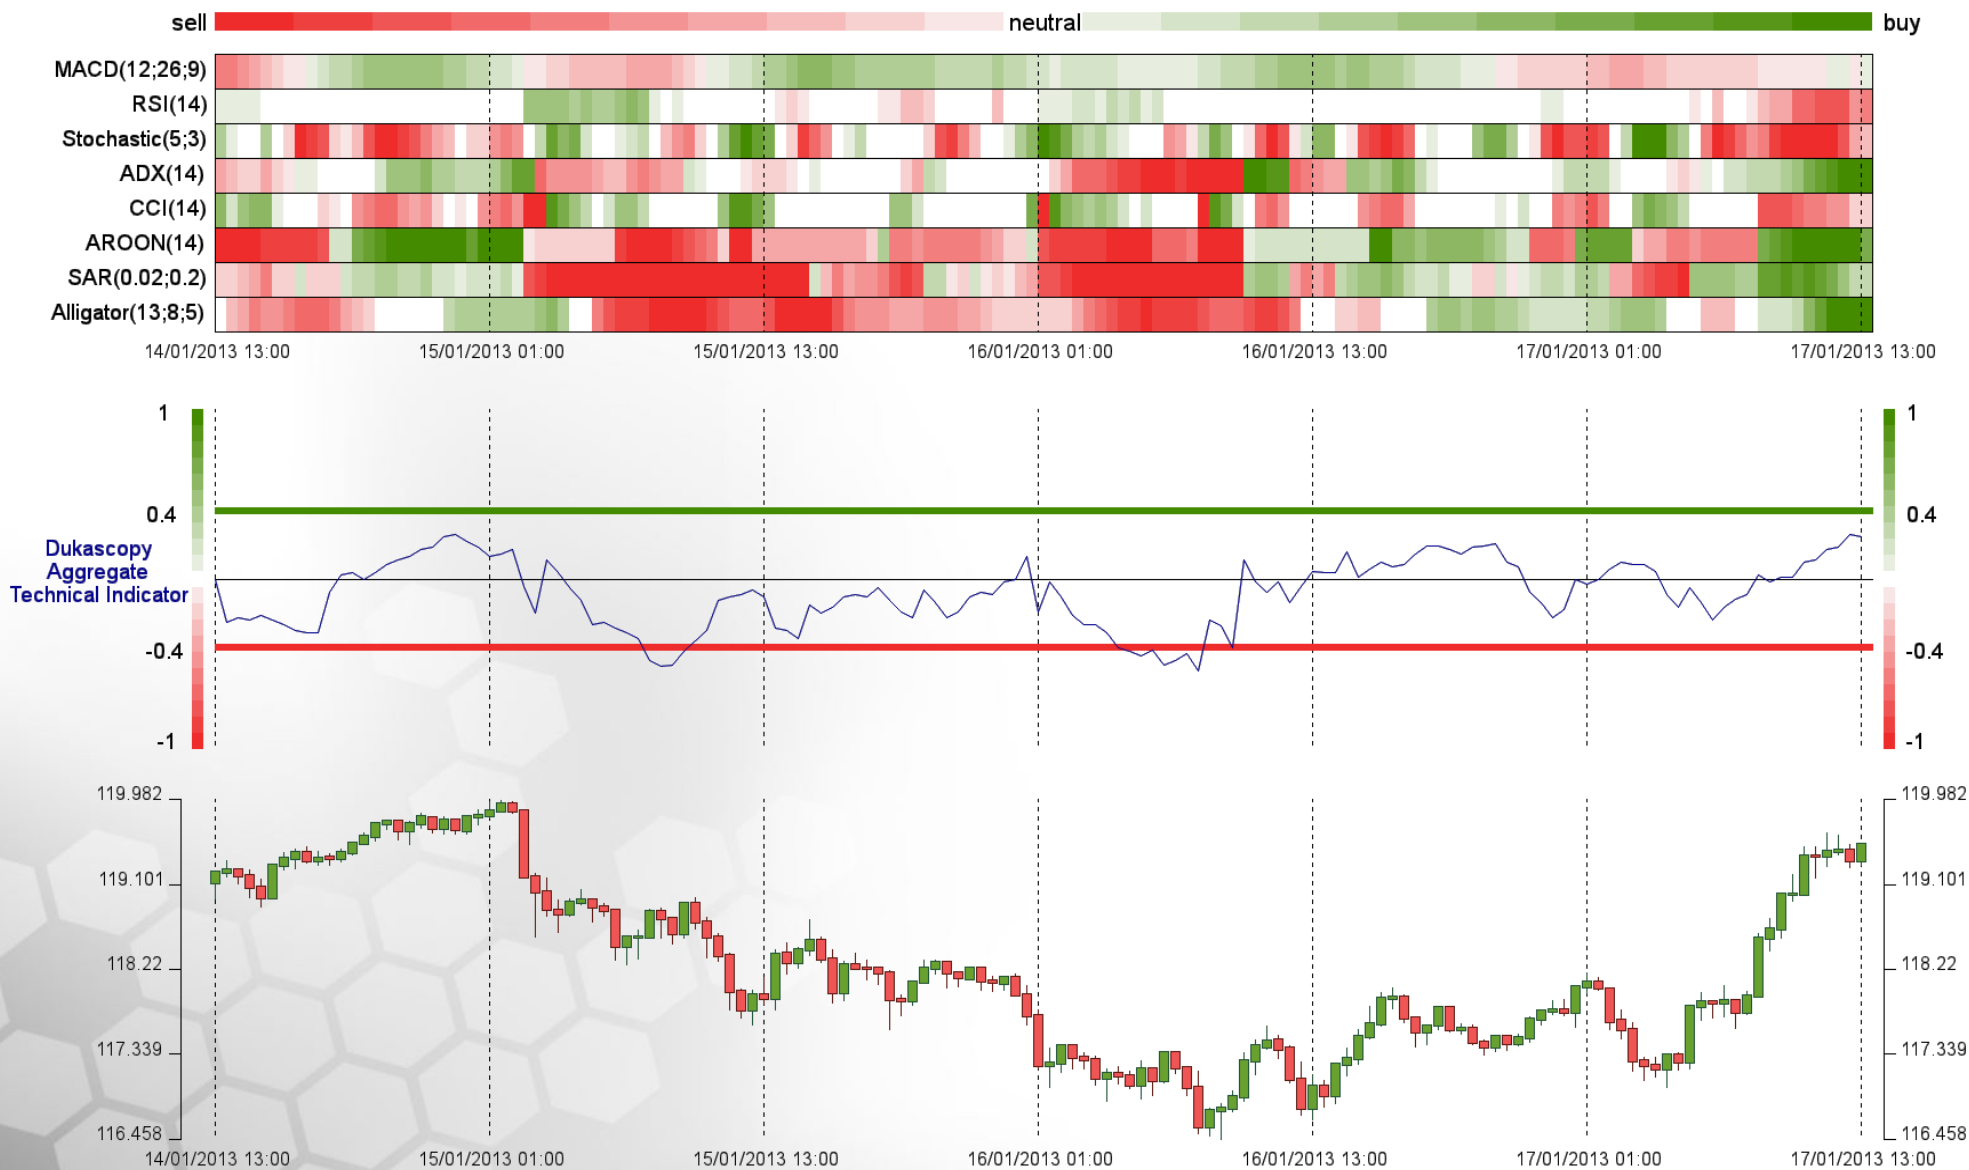 sell neutral buy
MACD(12;26;9)
RSI(14)
Stochastic(5;3)
ADX(14)
CCI(14)
AROON(14)
SAR(0.02;0.2)
Alligator(13;8;5)
14/01/2013 13:00 15/01/2013 01:00 15/01/2013 13:00 16/01/2013 01:00 16/01/2013 13:00 17/01/2013 01:00 17/01/2013 13:00
1 1
0.4 0.4
Dukascopy
Aggregate
Technical Indicator
-0.4 -0.4
-1 -1
119.982 119.982
119.101 119.101
118.22 118.22
117.339 117.339
116.458 116.458
14/01/2013 13:00 15/01/2013 01:00 15/01/2013 13:00 16/01/2013 01:00 16/01/2013 13:00 17/01/2013 01:00 17/01/2013 13:00